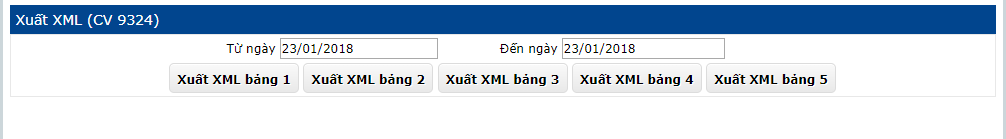 Xuất XML (CV 9324)
Từ ngày 23/01/2018 Đến ngày 23/01/2018
Xuất XML bảng 1 Xuất XML bảng 2 Xuất XML bảng 3 Xuất XML bảng 4 Xuất XML bảng 5